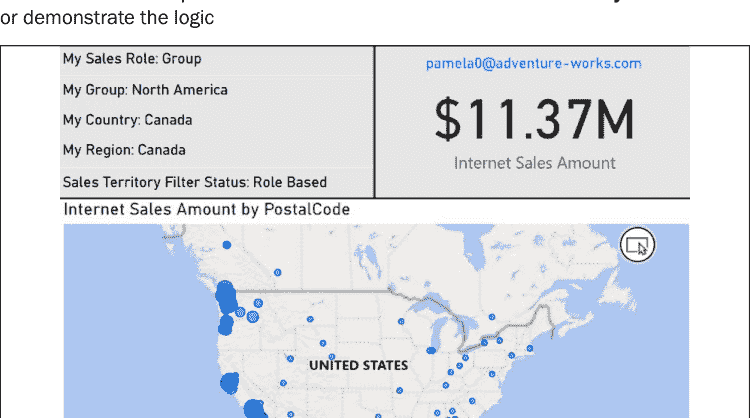 or demonstrate the logic
My Sales Role: Group
My Group: North America
My Country: Canada
My Region: Canada
Sales Territory Filter Status: Role Based
pamela0@adventure-works.com
$11.37M
Internet Sales Amount
Internet Sales Amount by PostalCode
UNITED STATES